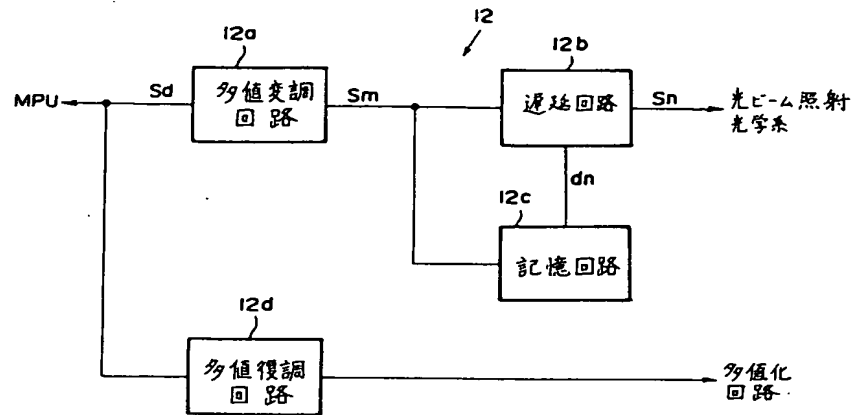 12
12a
12b
MPU
Sd
多値変調
回路
Sm
遅延回路
Sn
光ビーム照射
光学系
dn
12c
記憶回路
12d
多値復調
回路
多値化
回路